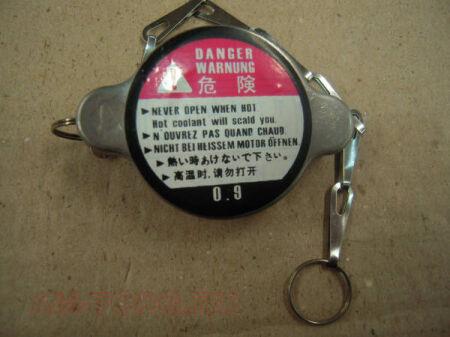 DANGER
WARNUNG
危険
▶ NEVER OPEN WHEN HOT
Hot coolant will scald you.
▶ N OUVREZ PAS QUAND CHAUD.
▶ NICHT BEI HEISSEM MOTOR ÖFFNEN.
▶ 熱い時あけないで下さい。
▶ 高温时,请勿打开
0.9